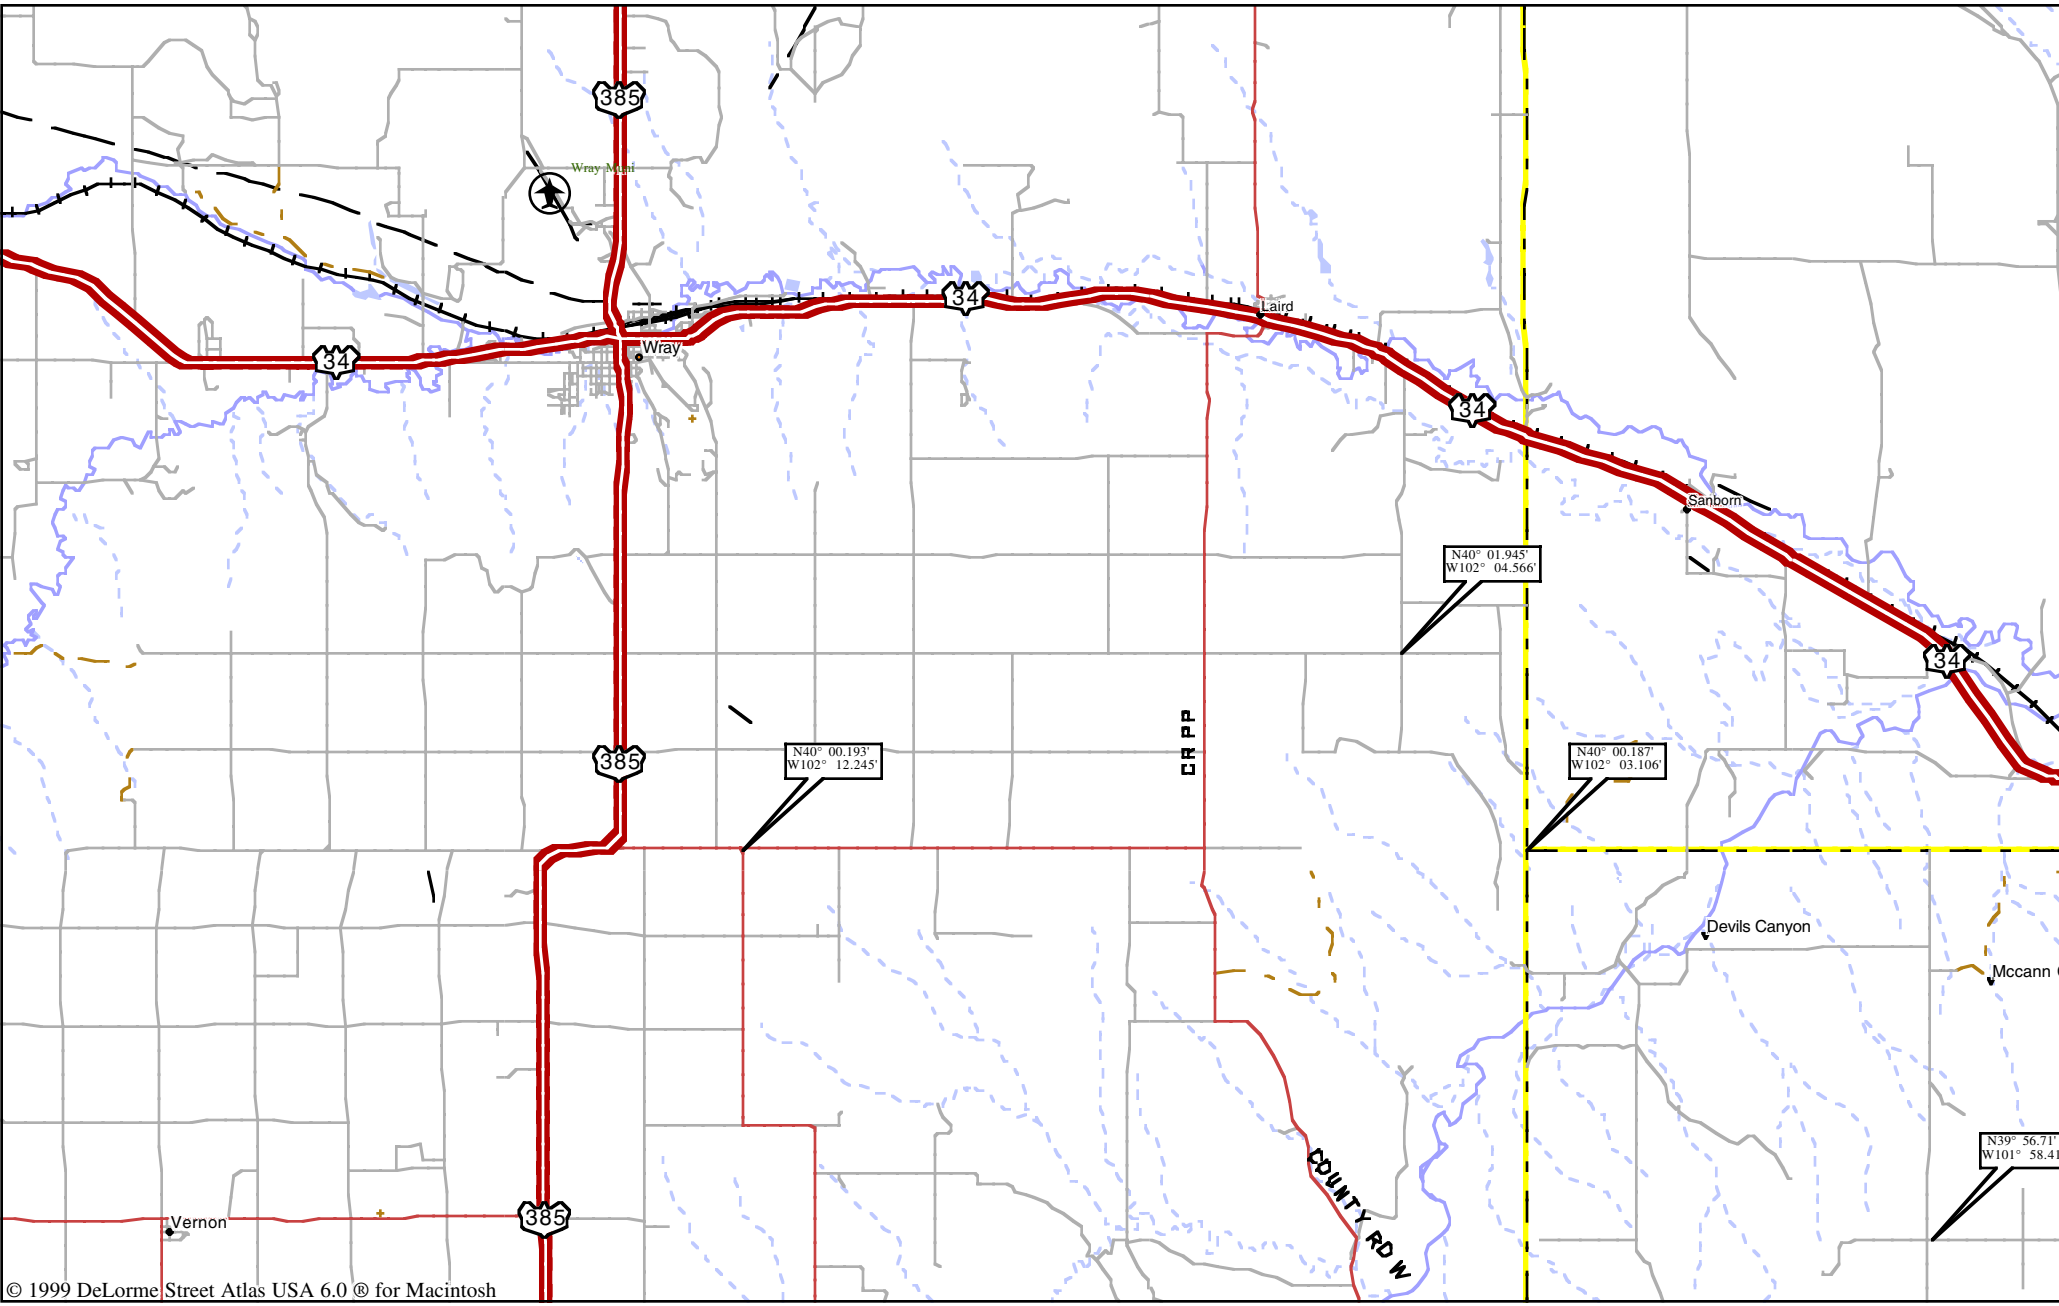 385
Wray Muni
34
Laird
34
Wray
34
Sanborn
N40° 01.945'
W102° 04.566'
34
CR PP
385
N40° 00.193'
W102° 12.245'
N40° 00.187'
W102° 03.106'
Devils Canyon
Mccann
N39° 56.71'
W101° 58.41
COUNTY RD W
385
Vernon
© 1999 DeLorme Street Atlas USA 6.0 ® for Macintosh